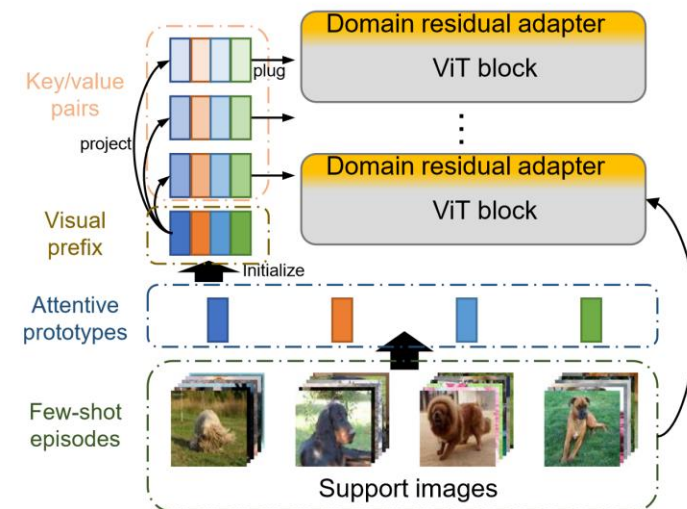 Domain residual adapter
ViT block
Key/value
pairs
plug
project
Domain residual adapter
ViT block
Visual
prefix
Initialize
Attentive
prototypes
Few-shot
episodes
Support images